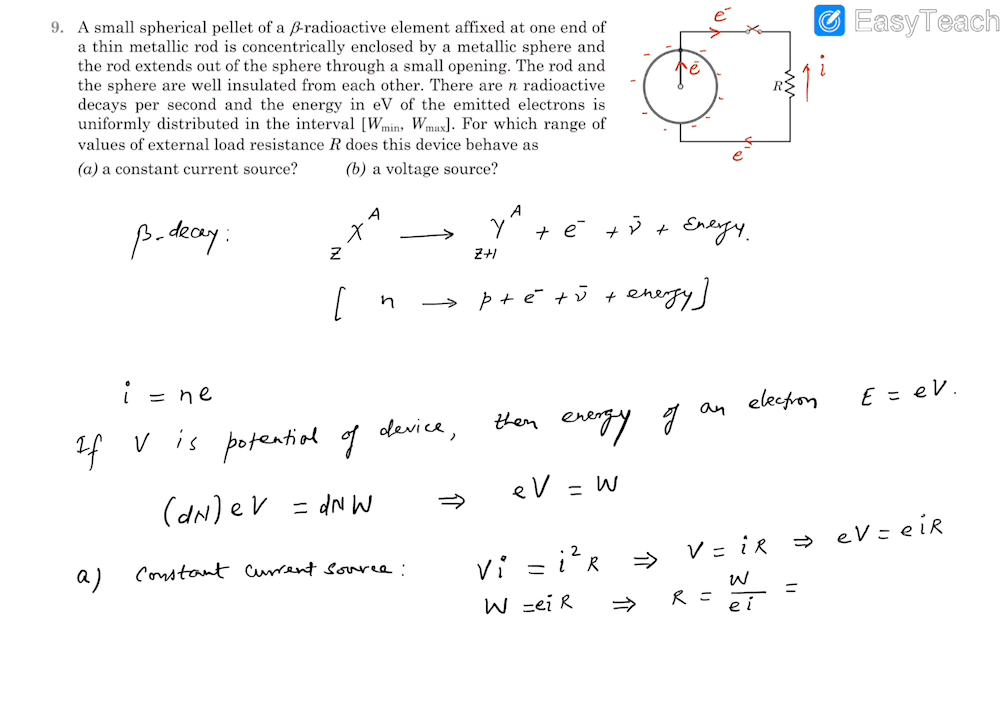 EasyTeach
9. A small spherical pellet of a β-radioactive element affixed at one end of
a thin metallic rod is concentrically enclosed by a metallic sphere and
the rod extends out of the sphere through a small opening. The rod and
the sphere are well insulated from each other. There are n radioactive
decays per second and the energy in eV of the emitted electrons is
uniformly distributed in the interval [Wmin, Wmax]. For which range of
values of external load resistance R does this device behave as
(a) a constant current source? (b) a voltage source?
e⁻
e⁻
R
i
e⁻
β-decay: zX^A → z+1Y^A + e⁻ + ν̄ + Energy.
[ n → p + e⁻ + ν̄ + energy]
i = ne
If V is potential of device, then energy of an electron E = eV.
(dN)eV = dNW ⇒ eV = W
a) Constant current source: Vi = i²R ⇒ V = iR ⇒ eV = eiR
W = eiR ⇒ R = W/ei =